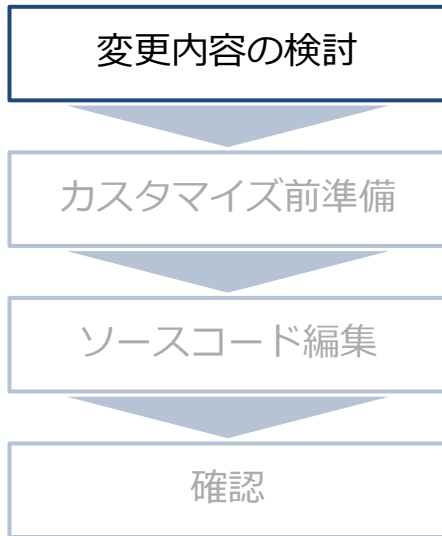 変更内容の検討
カスタマイズ前準備
ソースコード編集
確認